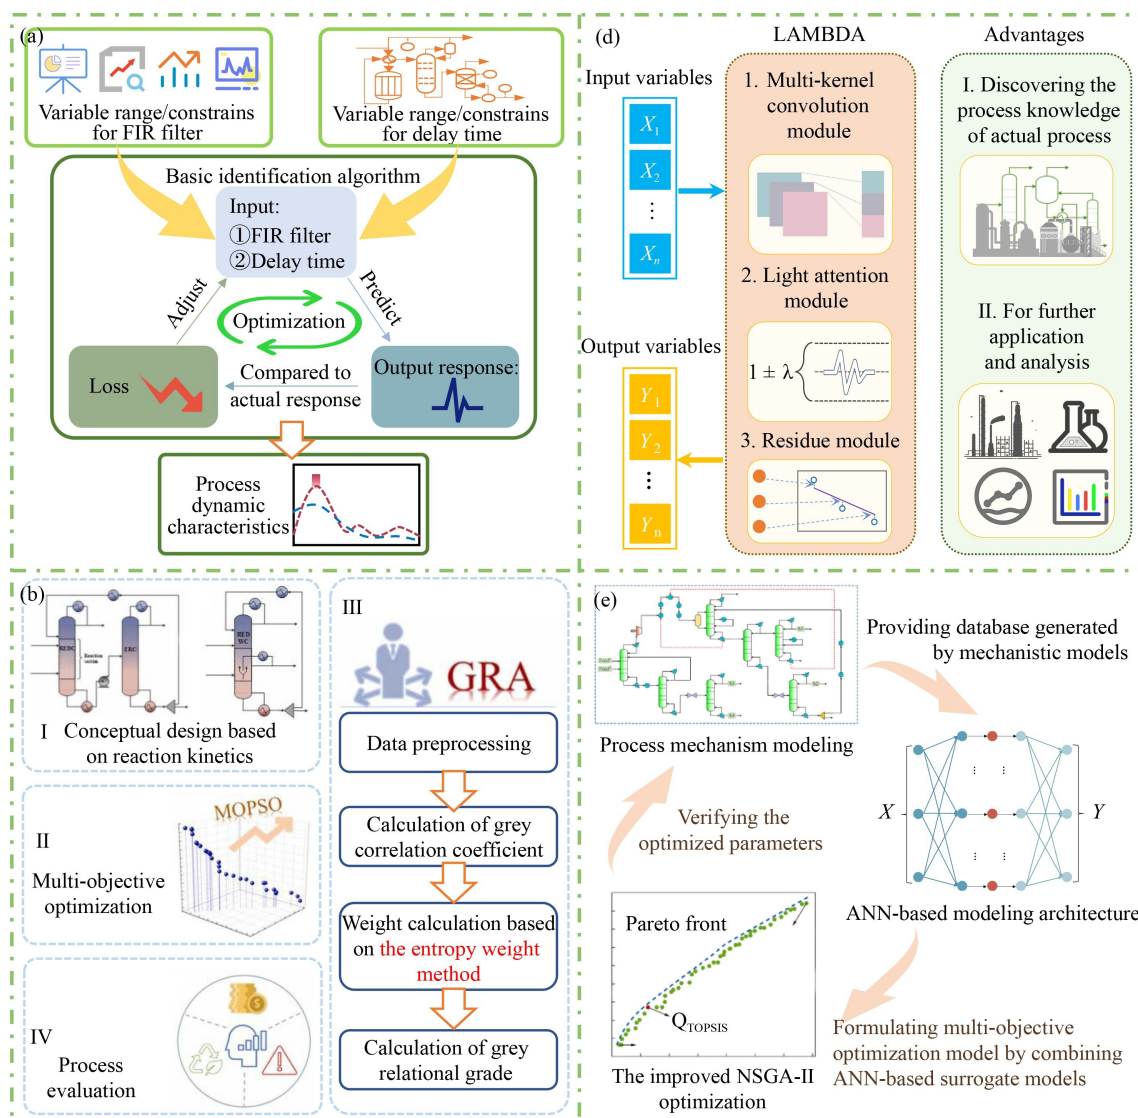 (a)
Variable range/constrains
for FIR filter
Variable range/constrains
for delay time
Basic identification algorithm
Input:
①FIR filter
②Delay time
Adjust
Predict
Optimization
Loss
Compared to
actual response
Output response:
Process
dynamic
characteristics
(d)
LAMBDA
Advantages
Input variables
X1
X2
⋮
Xn
Output variables
Y1
Y2
⋮
Yn
1. Multi-kernel
convolution
module
2. Light attention
module
1 ± λ
3. Residue module
I. Discovering the
process knowledge
of actual process
II. For further
application
and analysis
(b)
REDC
Reaction
section
ERC
RED
WC
I
Conceptual design based
on reaction kinetics
II
MOPSO
Multi-objective
optimization
IV
Process
evaluation
III
GRA
Data preprocessing
Calculation of grey
correlation coefficient
Weight calculation based
on the entropy weight
method
Calculation of grey
relational grade
(e)
Process mechanism modeling
Providing database generated
by mechanistic models
X
... ...
... ...
Y
ANN-based modeling architecture
Verifying the
optimized parameters
Pareto front
QTOPSIS
The improved NSGA-II
optimization
Formulating multi-objective
optimization model by combining
ANN-based surrogate models